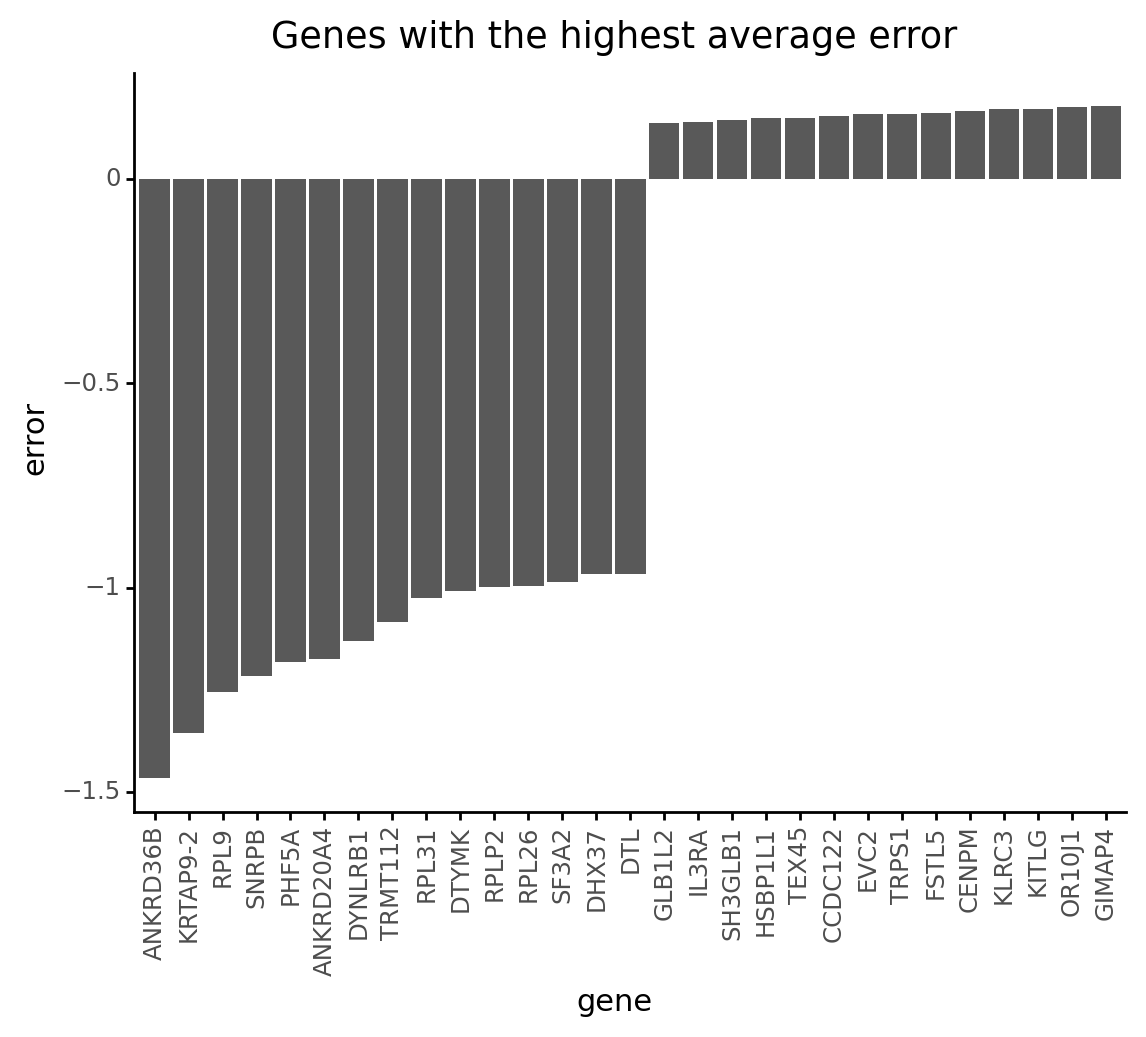 Genes with the highest average error
error
0
−0.5
−1
−1.5
ANKRD36B
KRTAP9-2
RPL9
SNRPB
PHF5A
ANKRD20A4
DYNLRB1
TRMT112
RPL31
DTYMK
RPLP2
RPL26
SF3A2
DHX37
DTL
GLB1L2
IL3RA
SH3GLB1
HSBP1L1
TEX45
CCDC122
EVC2
TRPS1
FSTL5
CENPM
KLRC3
KITLG
OR10J1
GIMAP4
gene